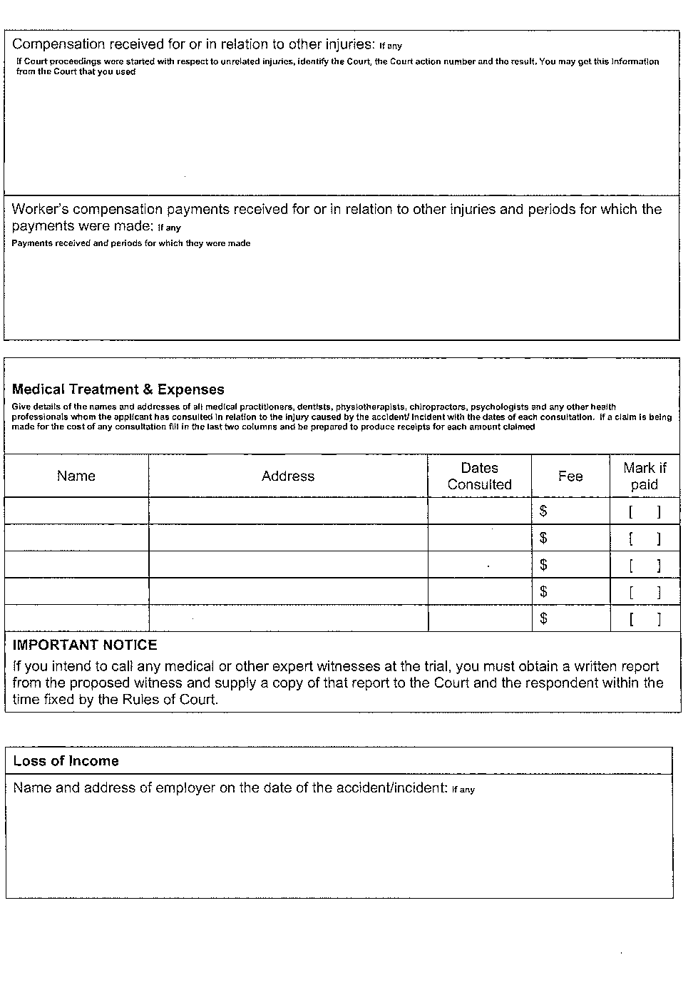 Compensation received for or in relation to other injuries: If any
If Court proceedings were started with respect to unrelated injuries, identify the Court, the Court action number and the result. You may get this information
from the Court that you used
Worker's compensation payments received for or in relation to other injuries and periods for which the
payments were made: If any
Payments received and periods for which they were made
Medical Treatment & Expenses
Give details of the names and addresses of all medical practitioners, dentists, physiotherapists, chiropractors, psychologists and any other health
professionals whom the applicant has consulted in relation to the injury caused by the accident/ incident with the dates of each consultation. If a claim is being
made for the cost of any consultation fill in the last two columns and be prepared to produce receipts for each amount claimed
Name Address Dates Consulted Fee Mark if paid
$ [ ]
$ [ ]
$ [ ]
$ [ ]
$ [ ]
IMPORTANT NOTICE
If you intend to call any medical or other expert witnesses at the trial, you must obtain a written report
from the proposed witness and supply a copy of that report to the Court and the respondent within the
time fixed by the Rules of Court.
Loss of Income
Name and address of employer on the date of the accident/incident: If any